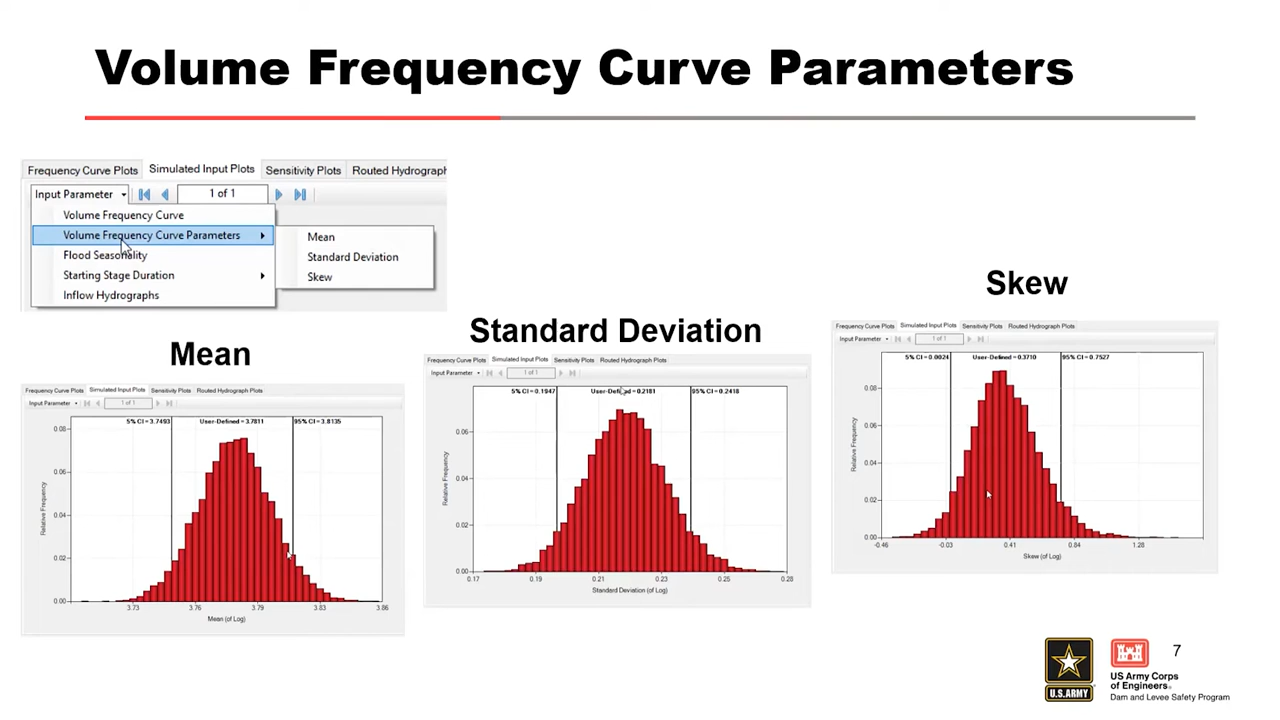 Volume Frequency Curve Parameters
Frequency Curve Plots Simulated Input Plots Sensitivity Plots Routed Hydrograph
Input Parameter 1 of 1
Volume Frequency Curve
Volume Frequency Curve Parameters
Flood Seasonality
Starting Stage Duration
Inflow Hydrographs
Mean
Standard Deviation
Skew
Mean
Frequency Curve Plots Simulated Input Plots Sensitivity Plots Routed Hydrograph Plots
Input Parameter 1 of 1
5% CI = 3.7493 User-Defined = 3.7811 95% CI = 3.8135
0.08
0.06
0.04
0.02
0.00
Relative Frequency
3.73 3.76 3.79 3.83 3.86
Mean (of Log)
Standard Deviation
Frequency Curve Plots Simulated Input Plots Sensitivity Plots Routed Hydrograph Plots
Input Parameter 1 of 1
5% CI = 0.1947 User-Defined = 0.2181 95% CI = 0.2418
0.06
0.04
0.02
0.00
Relative Frequency
0.17 0.19 0.21 0.23 0.25 0.28
Standard Deviation (of Log)
Skew
Frequency Curve Plots Simulated Input Plots Sensitivity Plots Routed Hydrograph Plots
Input Parameter 1 of 1
5% CI = 0.0024 User-Defined = 0.3710 95% CI = 0.7527
0.08
0.06
0.04
0.02
0.00
Relative Frequency
-0.46 -0.03 0.41 0.84 1.28
Skew (of Log)
U.S.ARMY
US Army Corps
of Engineers®
Dam and Levee Safety Program
7